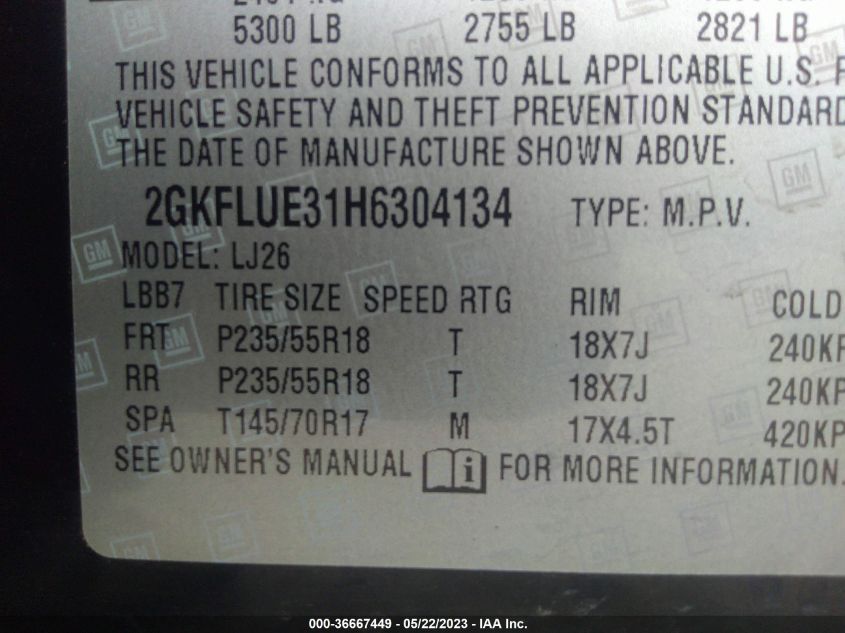 5300 LB 2755 LB 2821 LB
THIS VEHICLE CONFORMS TO ALL APPLICABLE U.S.
VEHICLE SAFETY AND THEFT PREVENTION STANDARD
THE DATE OF MANUFACTURE SHOWN ABOVE.
2GKFLUE31H6304134 TYPE: M.P.V.
MODEL: LJ26
LBB7 TIRE SIZE SPEED RTG RIM COLD
FRT P235/55R18 T 18X7J 240KP
RR P235/55R18 T 18X7J 240KP
SPA T145/70R17 M 17X4.5T 420KP
SEE OWNER'S MANUAL i FOR MORE INFORMATION.
000-36667449 - 05/22/2023 - IAA Inc.